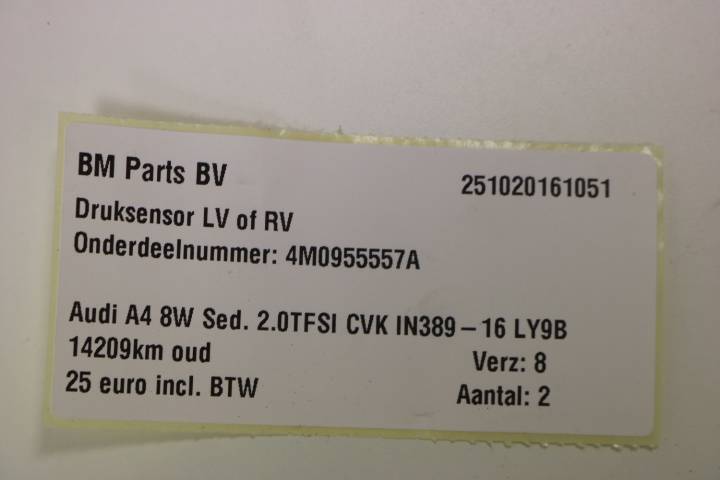 BM Parts BV 251020161051
Druksensor LV of RV
Onderdeelnummer: 4M0955557A
Audi A4 8W Sed. 2.0TFSI CVK IN389-16 LY9B
14209km oud Verz: 8
25 euro incl. BTW Aantal: 2